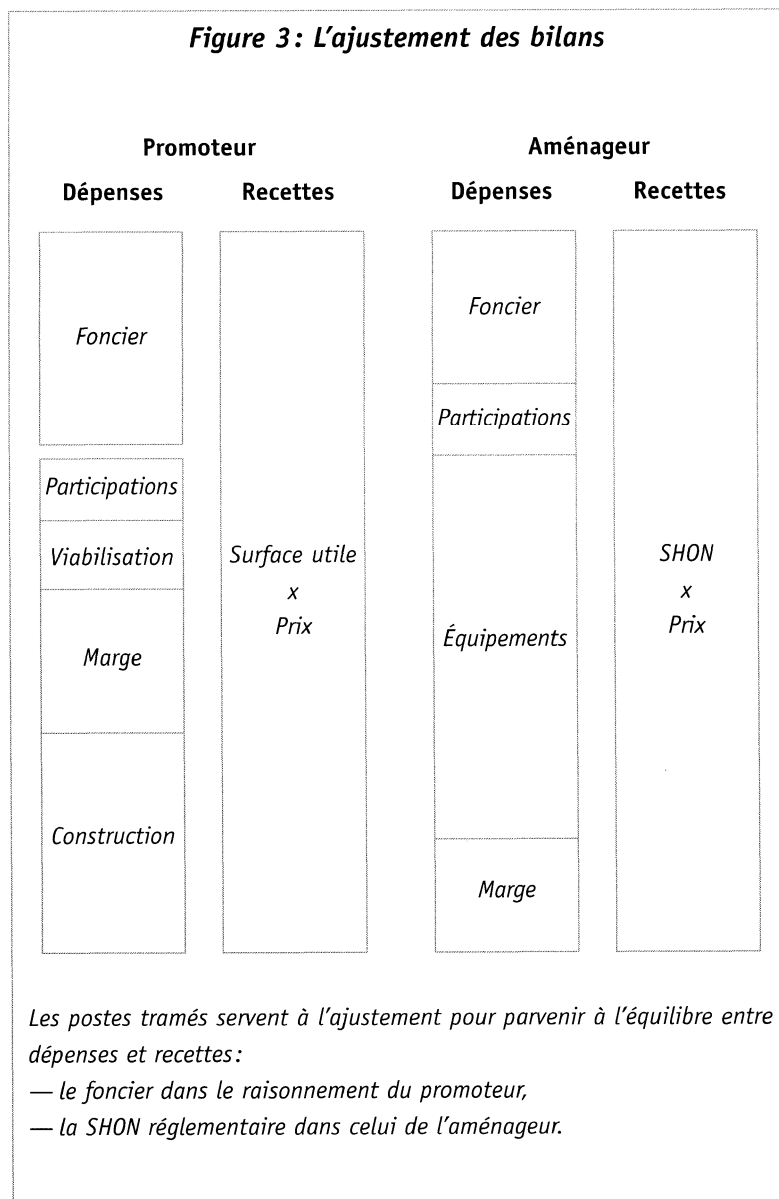 Figure 3: L'ajustement des bilans
Promoteur
Dépenses
Recettes
Foncier
Participations
Viabilisation
Marge
Construction
Surface utile
x
Prix
Aménageur
Dépenses
Recettes
Foncier
Participations
Équipements
Marge
SHON
x
Prix
Les postes tramés servent à l'ajustement pour parvenir à l'équilibre entre
dépenses et recettes:
— le foncier dans le raisonnement du promoteur,
— la SHON réglementaire dans celui de l'aménageur.